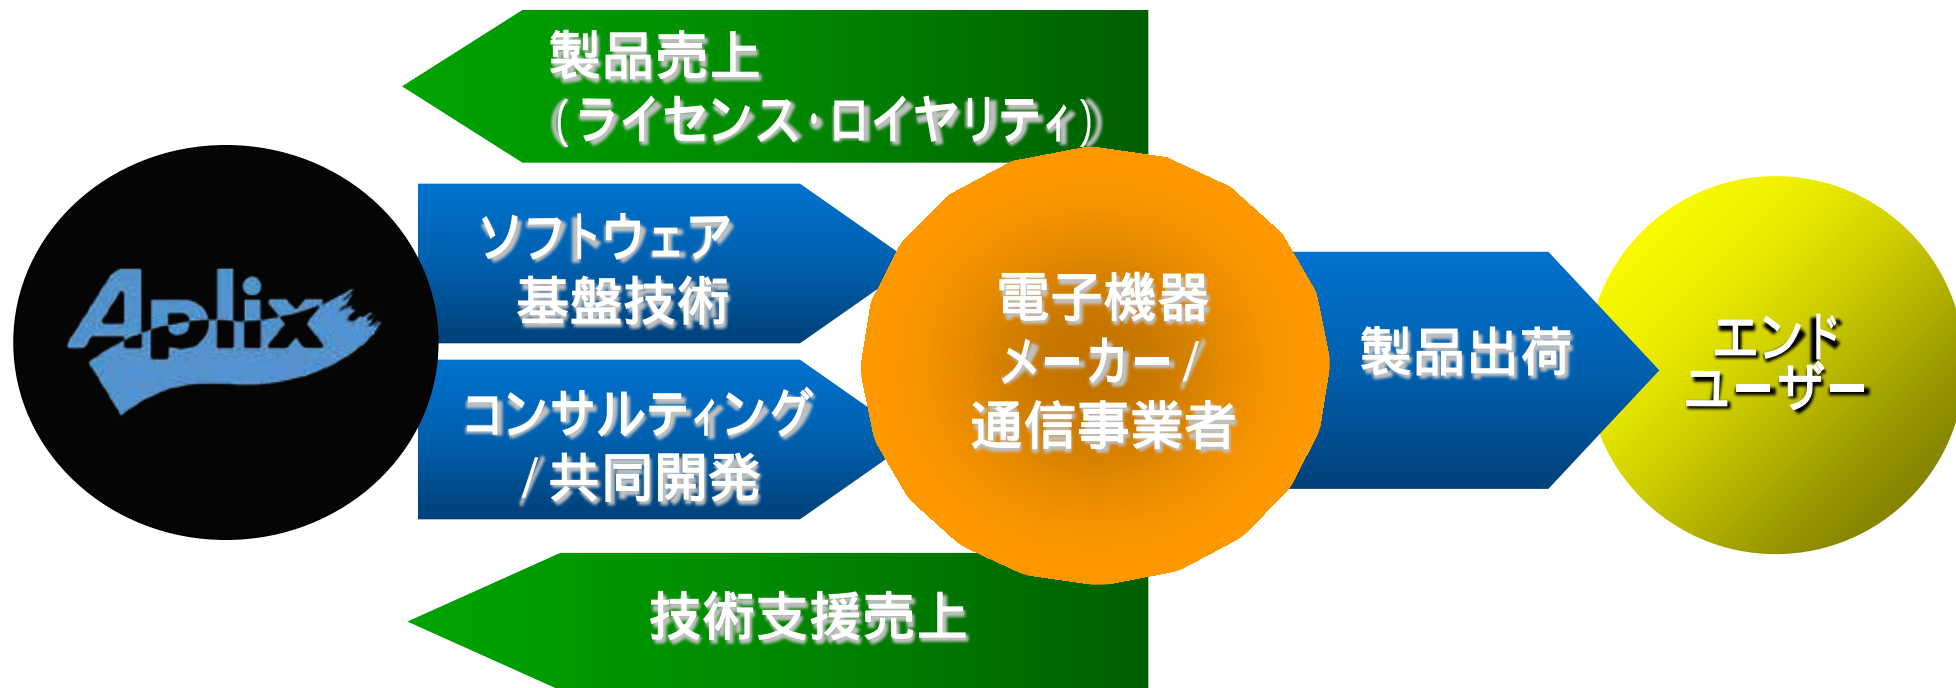 製品売上
(ライセンス・ロイヤリティ)
Aplix
ソフトウェア
基盤技術
コンサルティング
/共同開発
電子機器
メーカー/
通信事業者
製品出荷
エンド
ユーザー
技術支援売上